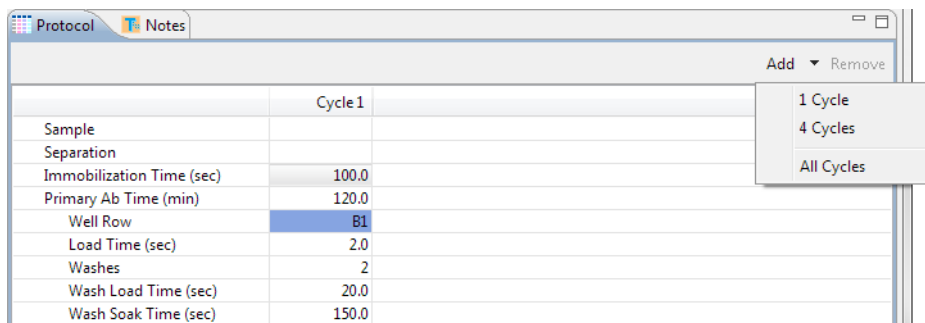 Protocol Notes
Add Remove
1 Cycle
4 Cycles
All Cycles
Cycle 1
Sample
Separation
Immobilization Time (sec) 100.0
Primary Ab Time (min) 120.0
Well Row B1
Load Time (sec) 2.0
Washes 2
Wash Load Time (sec) 20.0
Wash Soak Time (sec) 150.0